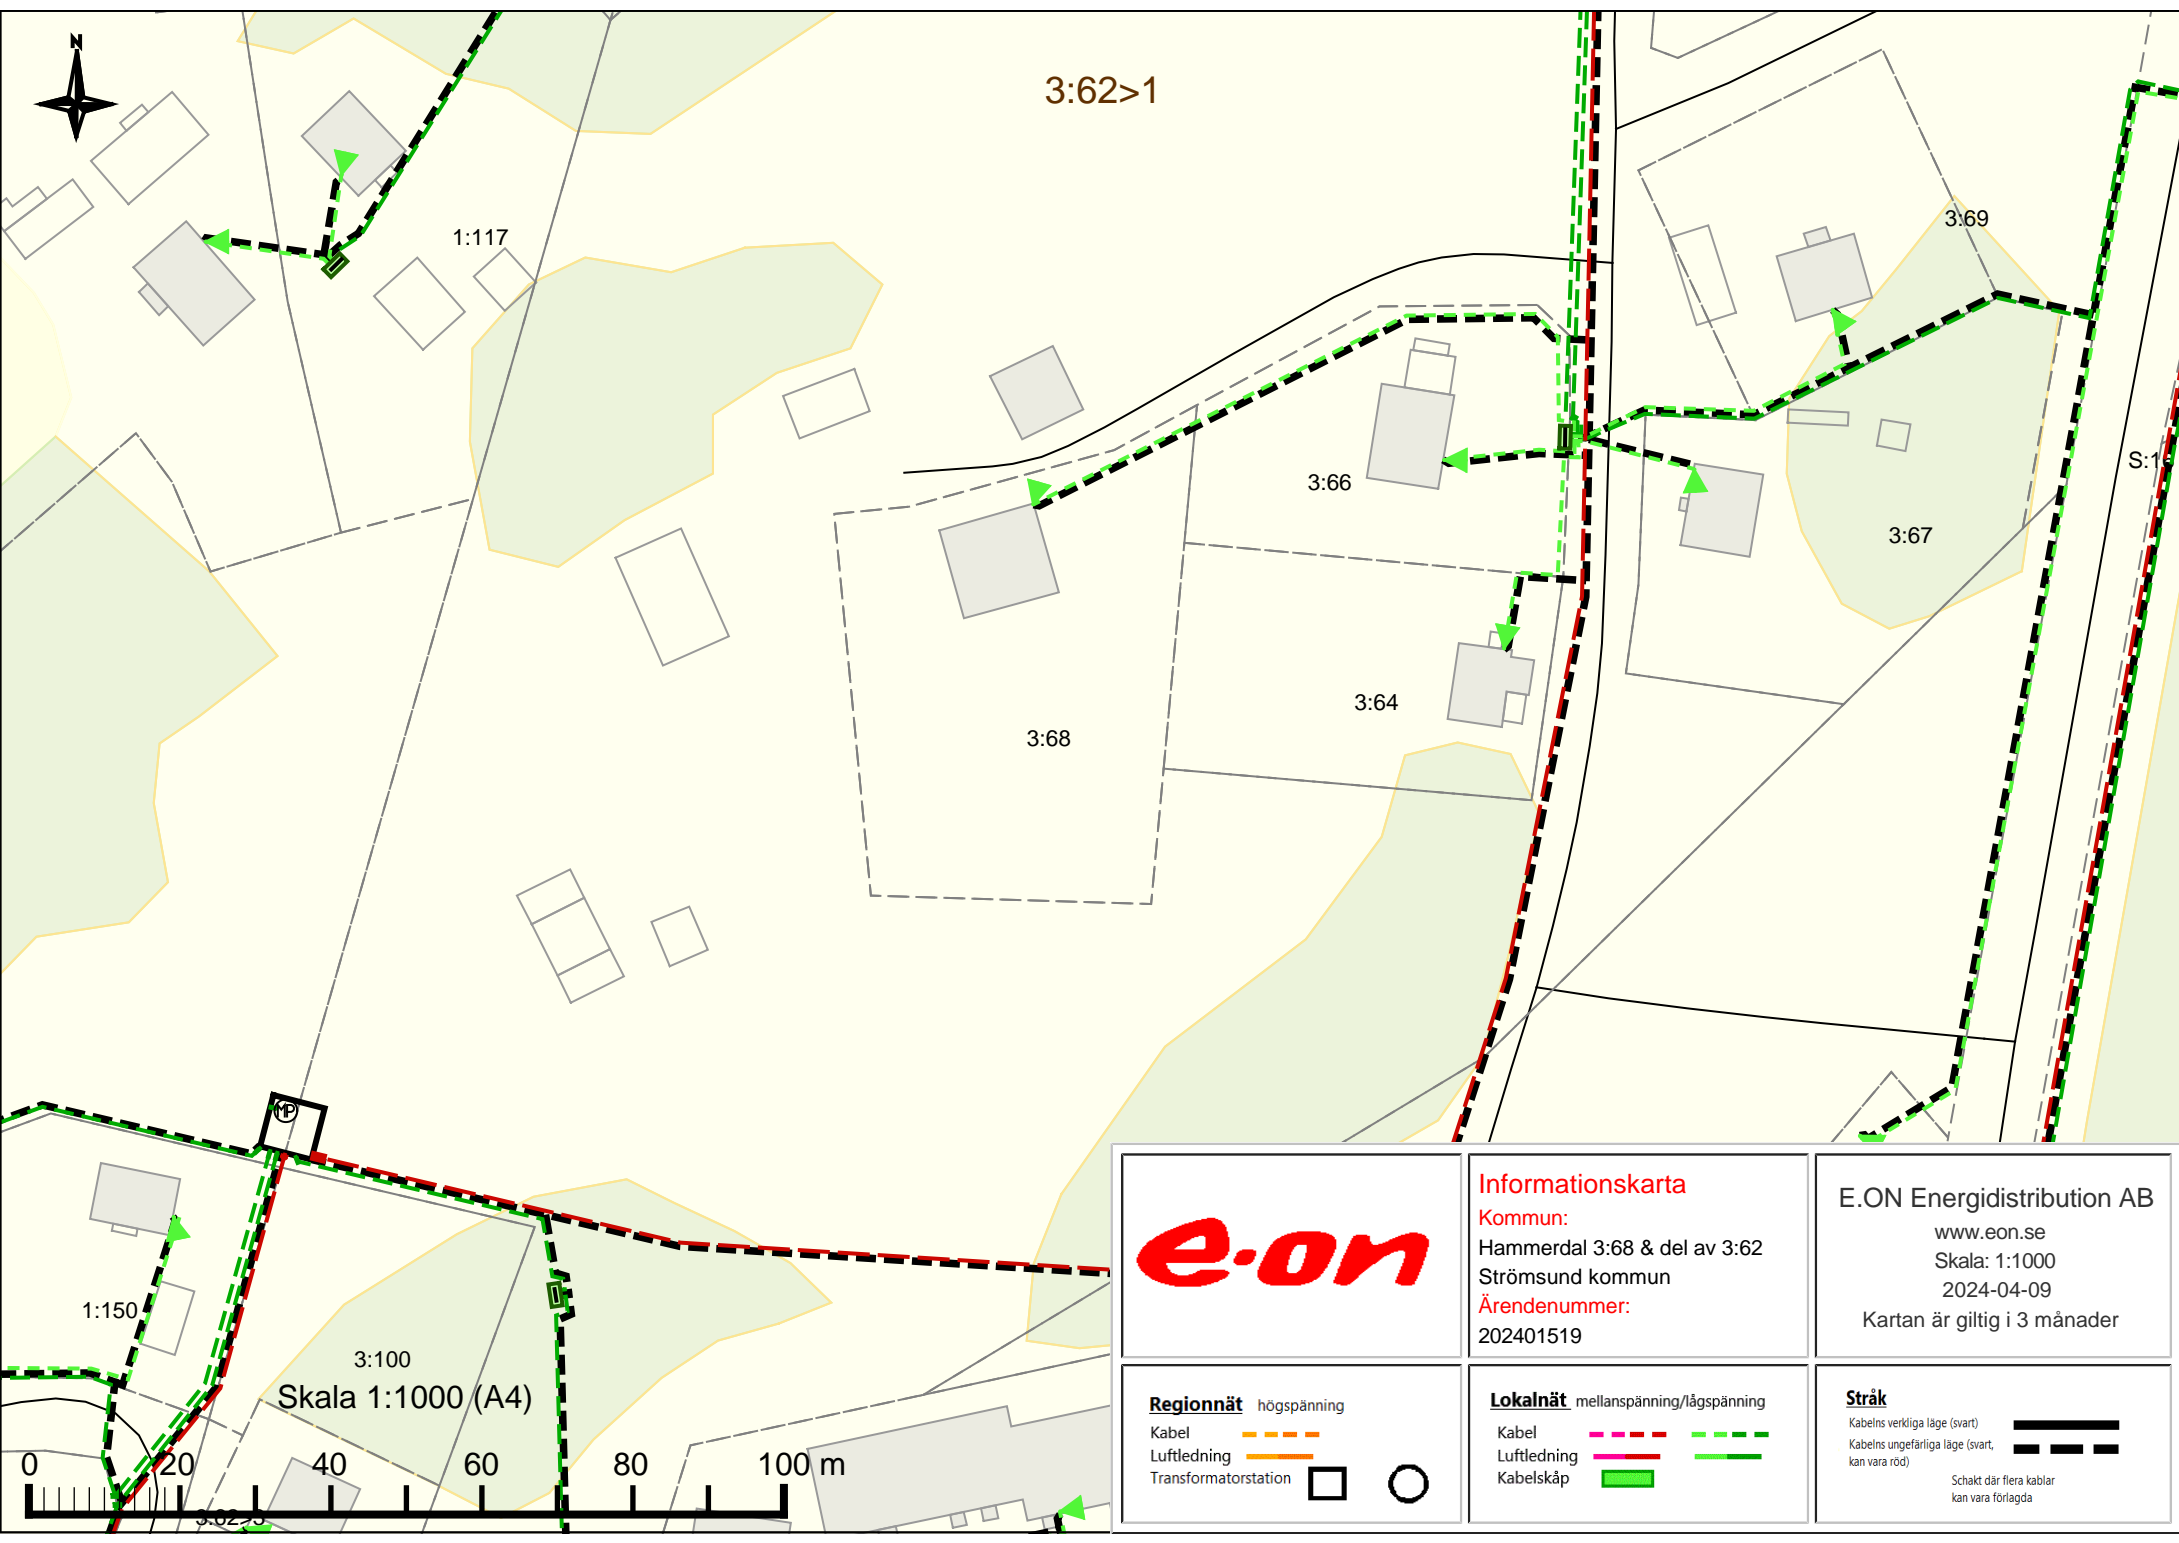 N
3:62>1
3:69
1:117
S:1
3:66
3:67
3:64
3:68
MP
1:150
3:100
Skala 1:1000 (A4)
0 20 40 60 80 100 m
3:62>3
e·on
Informationskarta
Kommun:
Hammerdal 3:68 & del av 3:62
Strömsund kommun
Ärendenummer:
202401519
E.ON Energidistribution AB
www.eon.se
Skala: 1:1000
2024-04-09
Kartan är giltig i 3 månader
Regionnät högspänning
Kabel
Luftledning
Transformatorstation
Lokalnät mellanspänning/lågspänning
Kabel
Luftledning
Kabelskåp
Stråk
Kabelns verkliga läge (svart)
Kabelns ungefärliga läge (svart,
kan vara röd)
Schakt där flera kablar
kan vara förlagda